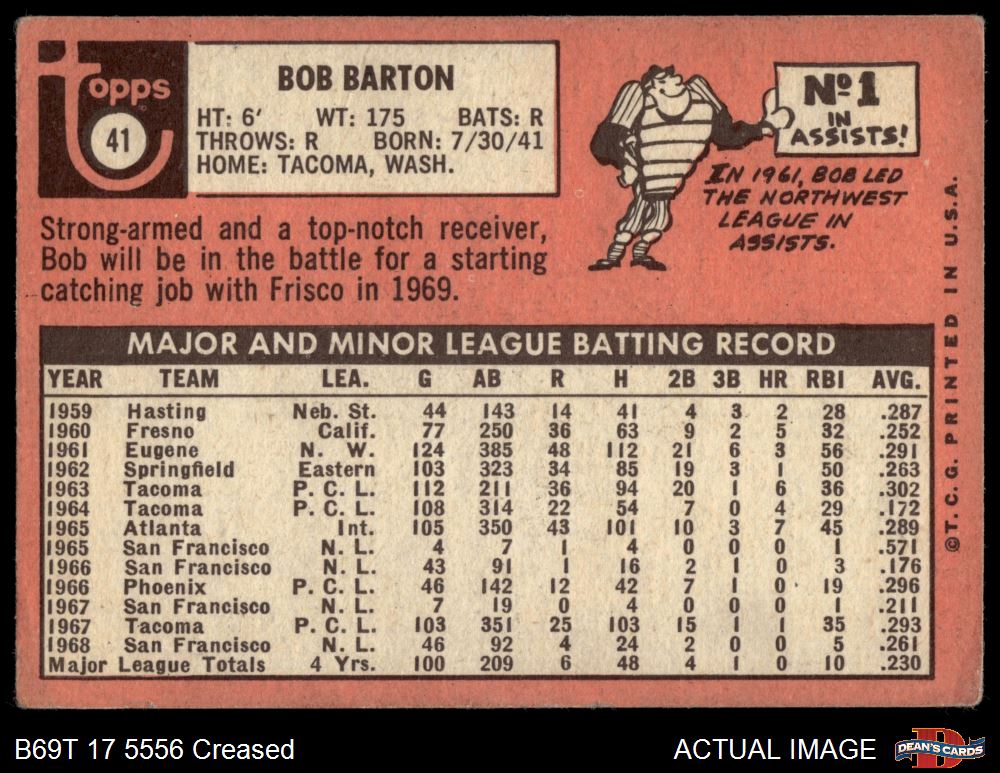 topps
41
BOB BARTON
HT: 6' WT: 175 BATS: R
THROWS: R BORN: 7/30/41
HOME: TACOMA, WASH.
Strong-armed and a top-notch receiver,
Bob will be in the battle for a starting
catching job with Frisco in 1969.
Nº 1
IN
ASSISTS!
IN 1961, BOB LED
THE NORTHWEST
LEAGUE IN
ASSISTS.
MAJOR AND MINOR LEAGUE BATTING RECORD
YEAR TEAM LEA. G AB R H 2B 3B HR RBI AVG.
1959 Hasting Neb. St. 44 143 14 41 4 3 2 28 .287
1960 Fresno Calif. 77 250 36 63 9 2 5 32 .252
1961 Eugene N. W. 124 385 48 112 21 6 3 56 .291
1962 Springfield Eastern 103 323 34 85 19 3 1 50 .263
1963 Tacoma P. C. L. 112 211 36 94 20 1 6 36 .302
1964 Tacoma P. C. L. 108 314 22 54 7 0 4 29 .172
1965 Atlanta Int. 105 350 43 101 10 3 7 45 .289
1965 San Francisco N. L. 4 7 1 4 0 0 0 1 .571
1966 San Francisco N. L. 43 91 1 16 2 1 0 3 .176
1966 Phoenix P. C. L. 46 142 12 42 7 1 0 19 .296
1967 San Francisco N. L. 7 19 0 4 0 0 0 1 .211
1967 Tacoma P. C. L. 103 351 25 103 15 1 1 35 .293
1968 San Francisco N. L. 46 92 4 24 2 0 0 5 .261
Major League Totals 4 Yrs. 100 209 6 48 4 1 0 10 .230
©T. C. G. PRINTED IN U.S.A.
B69T 17 5556 Creased
ACTUAL IMAGE
D
DEAN'S CARDS